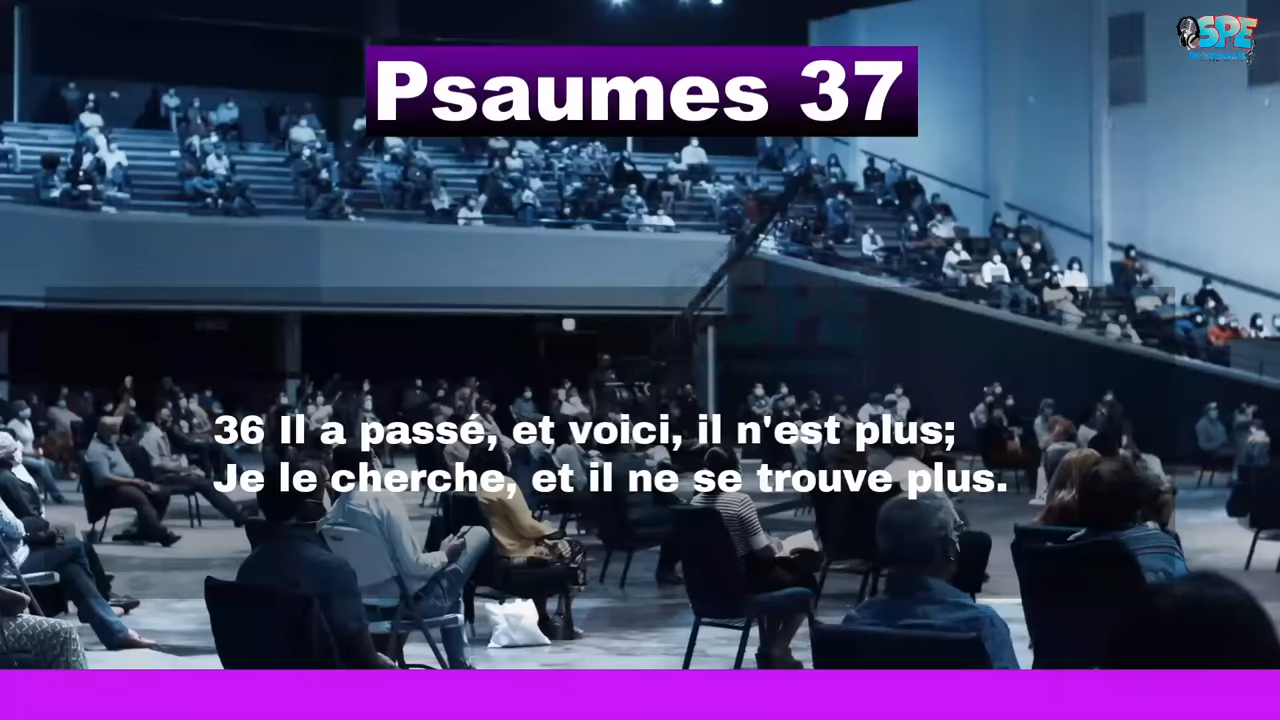 SPE
Psaumes 37
36 Il a passé, et voici, il n'est plus;
Je le cherche, et il ne se trouve plus.